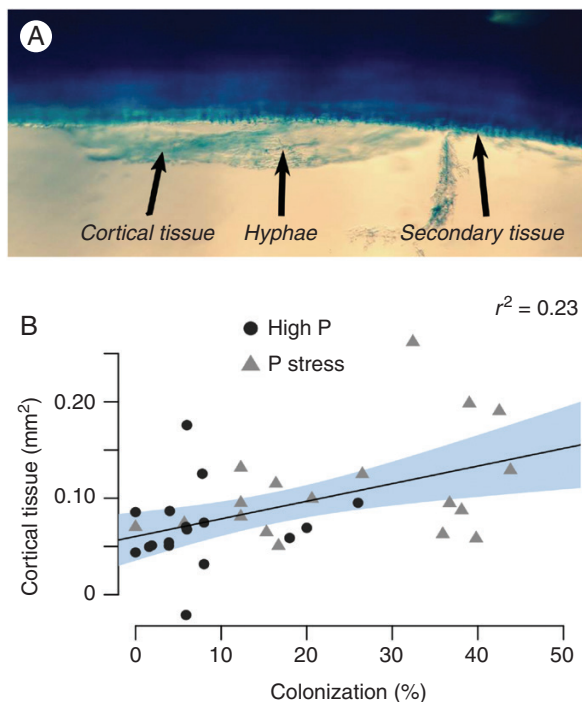 A
Cortical tissue Hyphae Secondary tissue
B
r² = 0.23
High P
P stress
Cortical tissue (mm²)
0.20
0.10
0
0 10 20 30 40 50
Colonization (%)